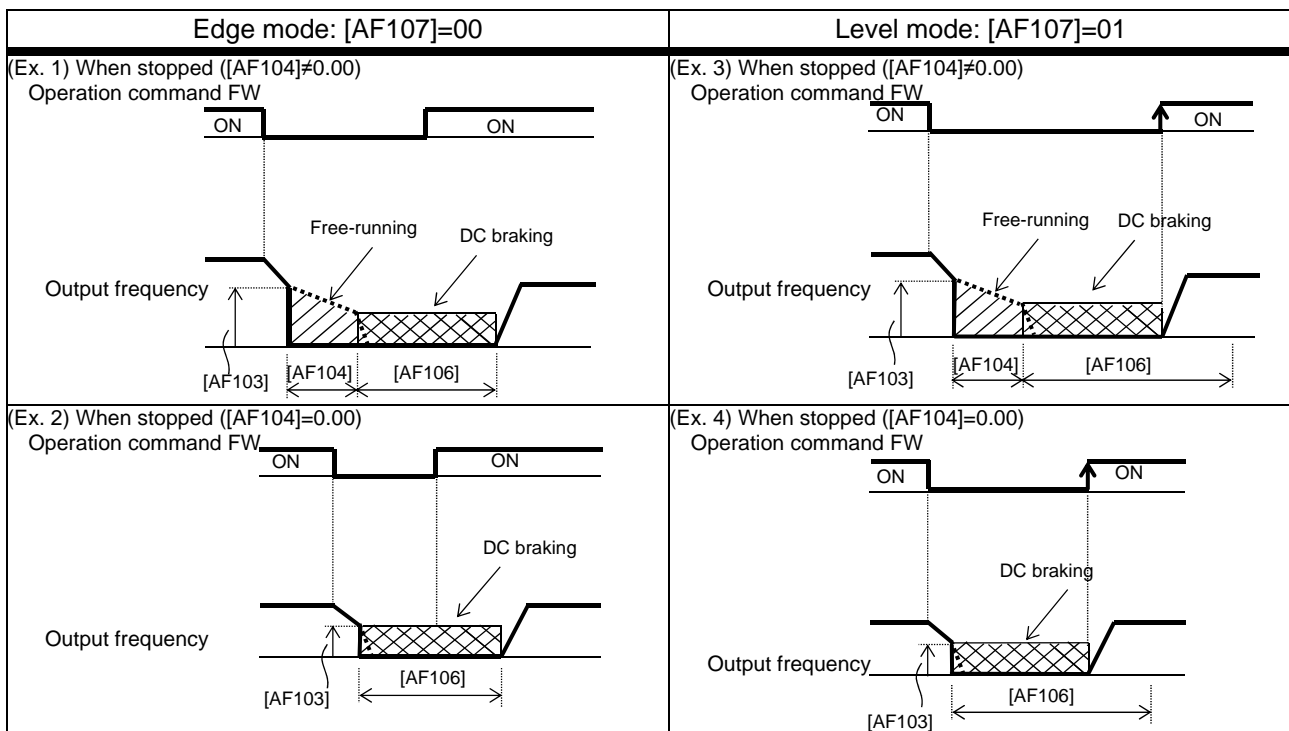 Edge mode: [AF107]=00
Level mode: [AF107]=01
(Ex. 1) When stopped ([AF104]≠0.00)
Operation command FW
ON
ON
Free-running
DC braking
Output frequency
[AF103]
[AF104]
[AF106]
(Ex. 3) When stopped ([AF104]≠0.00)
Operation command FW
ON
ON
Free-running
DC braking
Output frequency
[AF103]
[AF104]
[AF106]
(Ex. 2) When stopped ([AF104]=0.00)
Operation command FW
ON
ON
DC braking
Output frequency
[AF103]
[AF106]
(Ex. 4) When stopped ([AF104]=0.00)
Operation command FW
ON
ON
DC braking
Output frequency
[AF103]
[AF106]